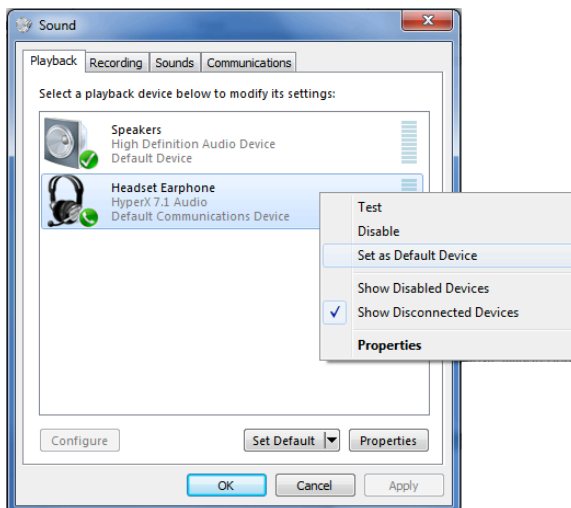 Sound
Playback Recording Sounds Communications
Select a playback device below to modify its settings:
Speakers
High Definition Audio Device
Default Device
Headset Earphone
HyperX 7.1 Audio
Default Communications Device
Test
Disable
Set as Default Device
Show Disabled Devices
Show Disconnected Devices
Properties
Configure Set Default Properties
OK Cancel Apply